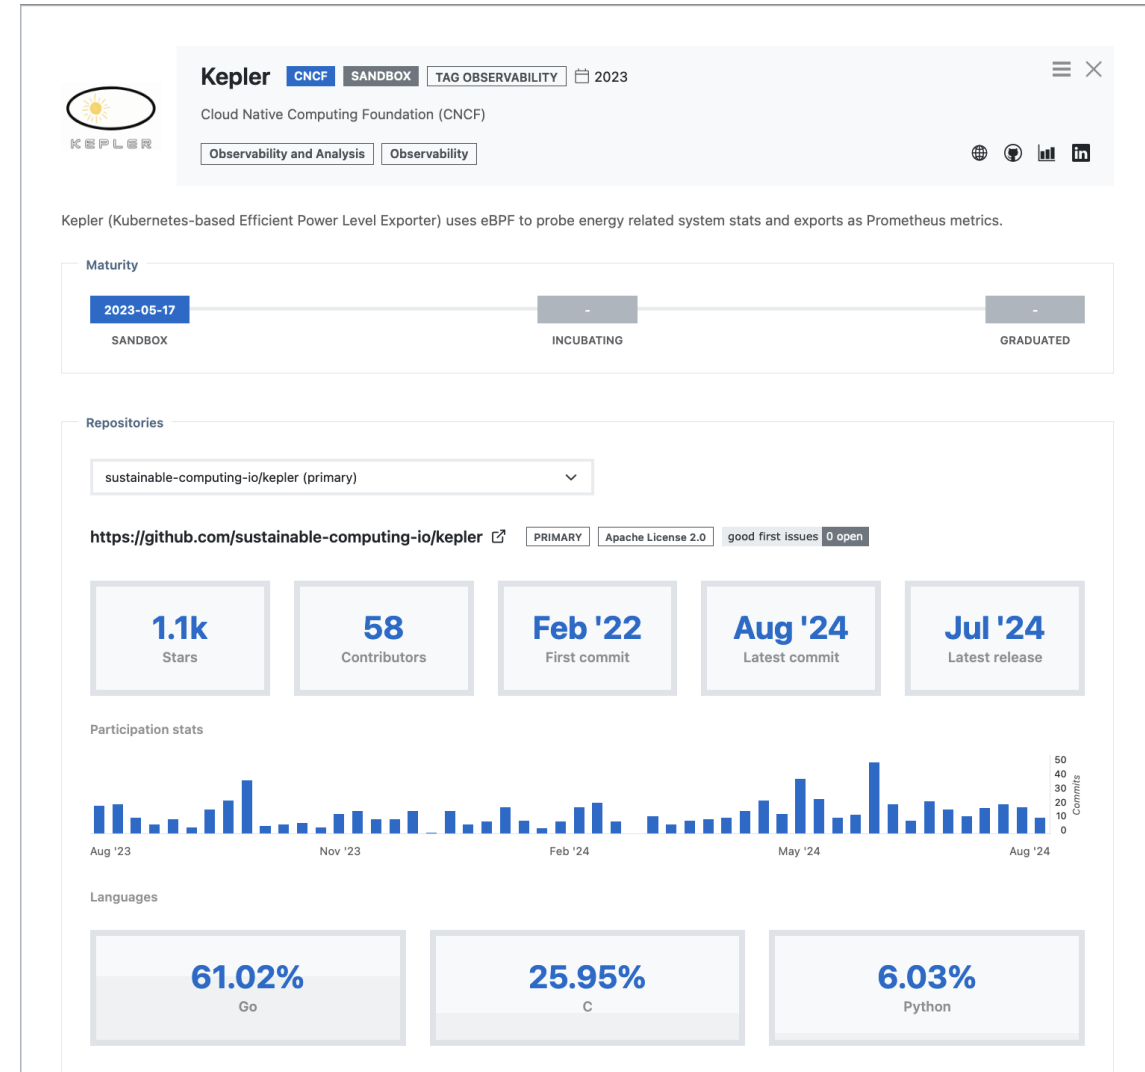 Kepler CNCF SANDBOX TAG OBSERVABILITY 2023
KEPLER
Cloud Native Computing Foundation (CNCF)
Observability and Analysis Observability
in
Kepler (Kubernetes-based Efficient Power Level Exporter) uses eBPF to probe energy related system stats and exports as Prometheus metrics.
Maturity
2023-05-17 - -
SANDBOX INCUBATING GRADUATED
Repositories
sustainable-computing-io/kepler (primary)
https://github.com/sustainable-computing-io/kepler PRIMARY Apache License 2.0 good first issues 0 open
1.1k 58 Feb '22 Aug '24 Jul '24
Stars Contributors First commit Latest commit Latest release
Participation stats
50
40
30
20
10
0
Commits
Aug '23 Nov '23 Feb '24 May '24 Aug '24
Languages
61.02% 25.95% 6.03%
Go C Python